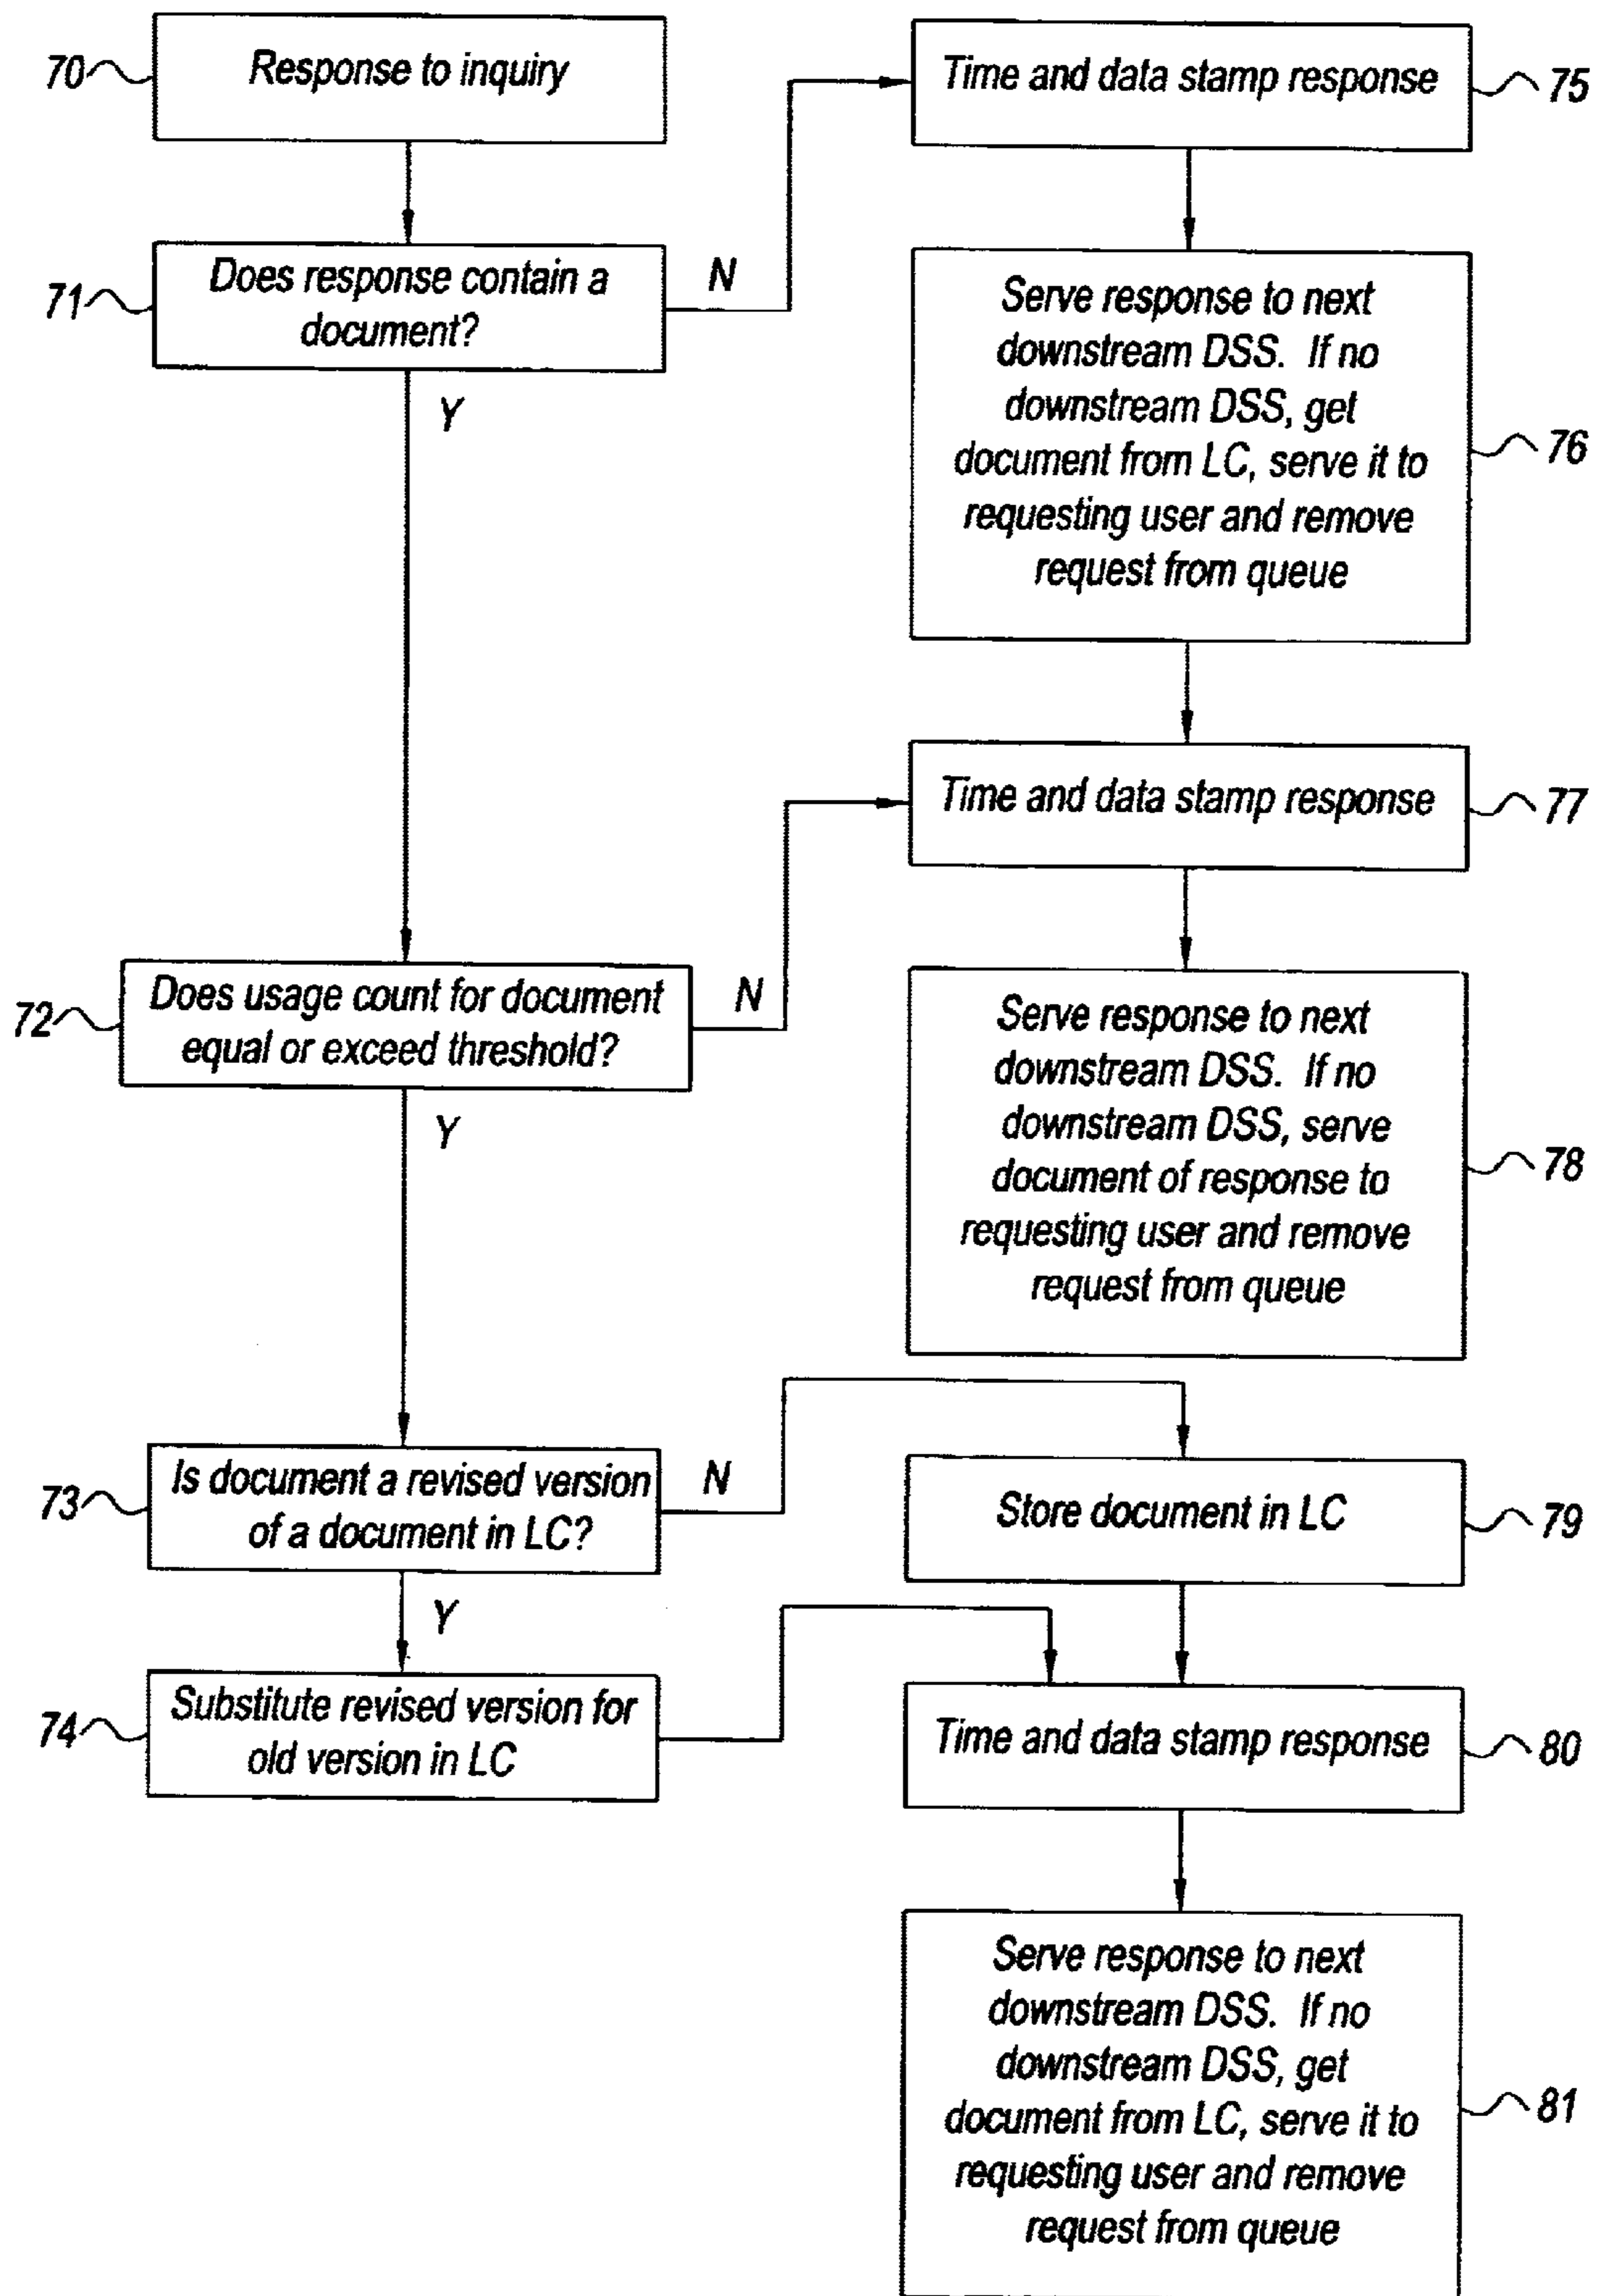 70
Response to inquiry
Time and data stamp response
75
71
Does response contain a
document?
N
Y
Serve response to next
downstream DSS. If no
downstream DSS, get
document from LC, serve it to
requesting user and remove
request from queue
76
Time and data stamp response
77
72
Does usage count for document
equal or exceed threshold?
N
Y
Serve response to next
downstream DSS. If no
downstream DSS, serve
document of response to
requesting user and remove
request from queue
78
73
Is document a revised version
of a document in LC?
N
Y
Store document in LC
79
74
Substitute revised version for
old version in LC
Time and data stamp response
80
Serve response to next
downstream DSS. If no
downstream DSS, get
document from LC, serve it to
requesting user and remove
request from queue
81